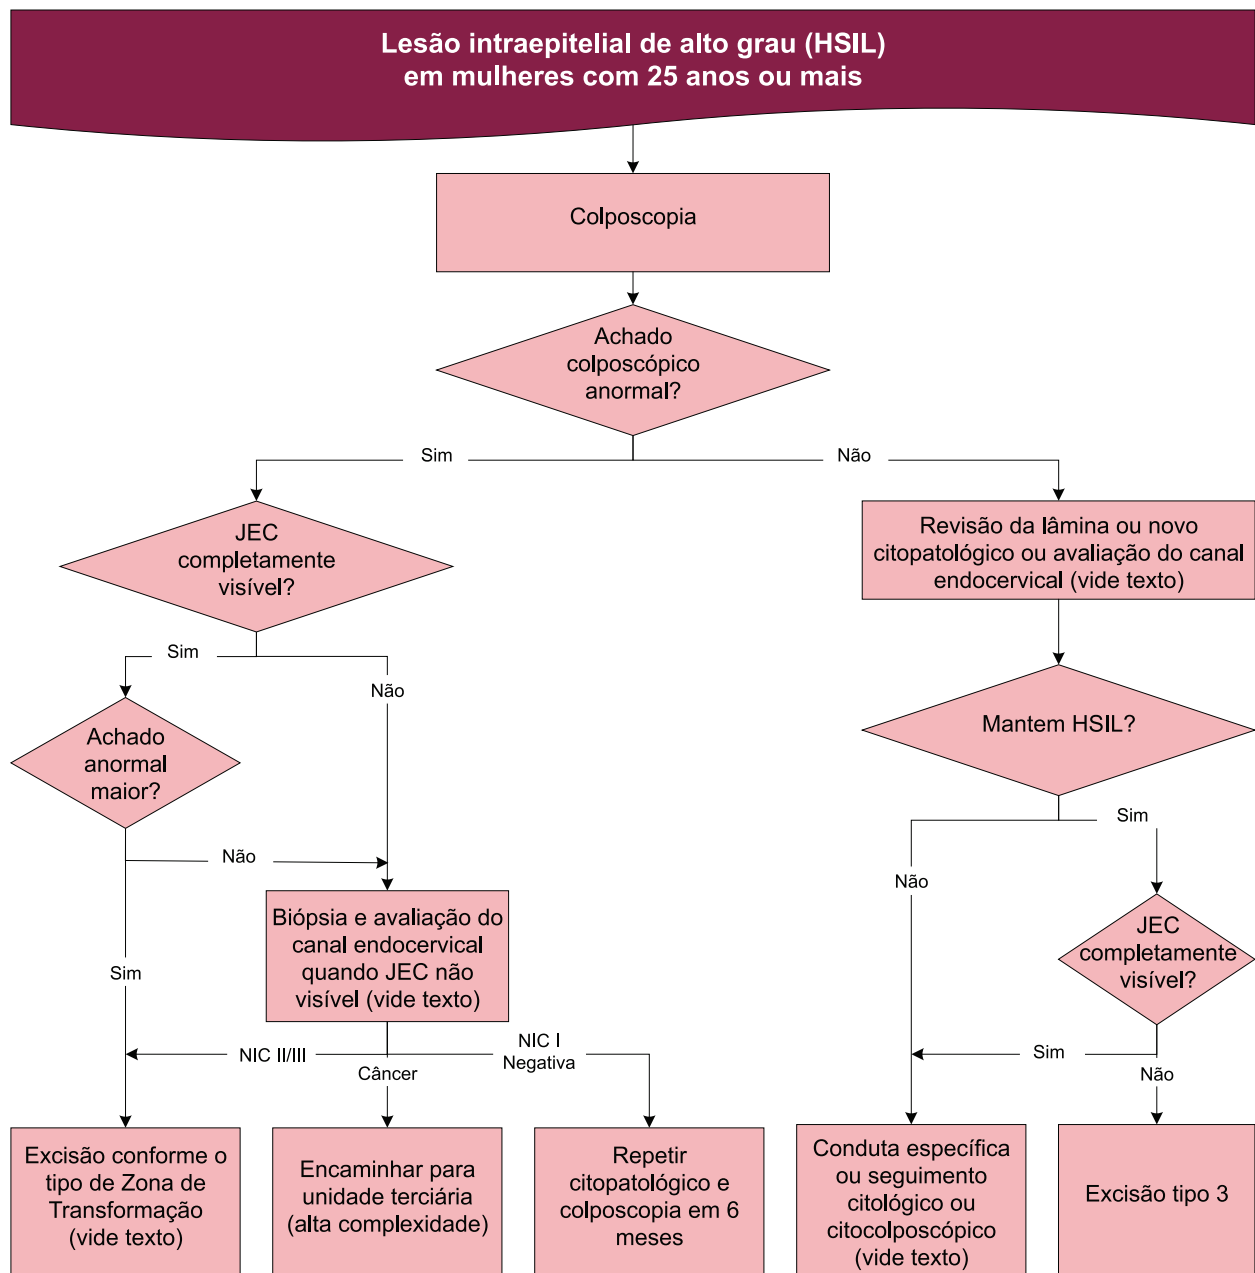 Lesão intraepitelial de alto grau (HSIL)
em mulheres com 25 anos ou mais
Colposcopia
Achado
colposcópico
anormal?
Sim
Não
JEC
completamente
visível?
Revisão da lâmina ou novo
citopatológico ou avaliação do canal
endocervical (vide texto)
Sim
Não
Achado
anormal
maior?
Mantem HSIL?
Sim
Não
Não
Biópsia e avaliação do
canal endocervical
quando JEC não
visível (vide texto)
JEC
completamente
visível?
Sim
NIC II/III
Câncer
NIC I
Negativa
Sim
Não
Excisão conforme o
tipo de Zona de
Transformação
(vide texto)
Encaminhar para
unidade terciária
(alta complexidade)
Repetir
citopatológico e
colposcopia em 6
meses
Conduta específica
ou seguimento
citológico ou
citocolposcópico
(vide texto)
Excisão tipo 3